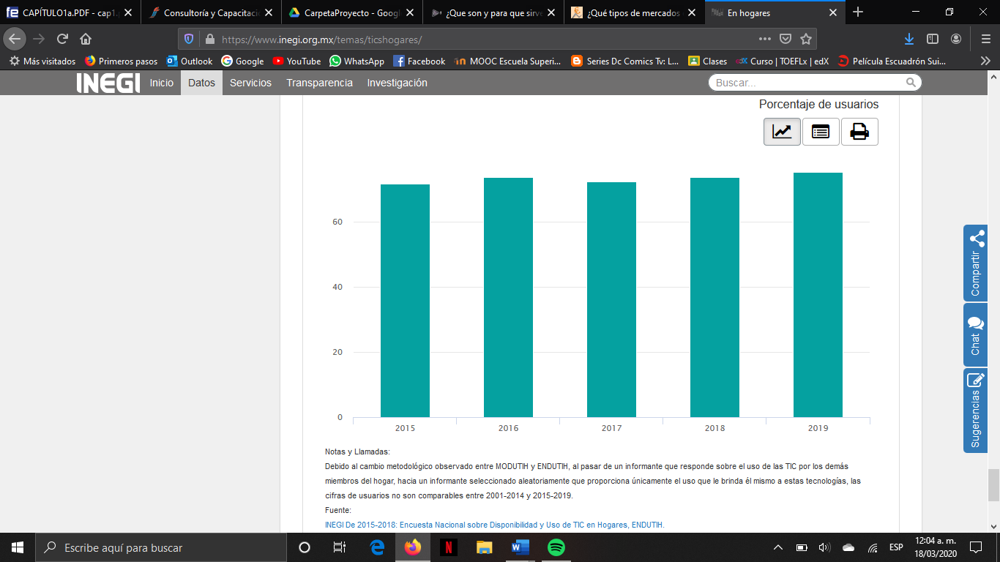 CAPÍTULO1a.PDF - cap1.
Consultoría y Capacitaci
CarpetaProyecto - Goog
¿Que son y para que sirve
¿Qué tipos de mercados
En hogares
https://www.inegi.org.mx/temas/ticshogares/
Más visitados Primeros pasos Outlook Google YouTube WhatsApp Facebook MOOC Escuela Superi... Series Dc Comics Tv: L... Clases Curso | TOEFLx | edX Película Escuadrón Sui...
INEGI Inicio Datos Servicios Transparencia Investigación Buscar...
Porcentaje de usuarios
60
40
20
0
2015 2016 2017 2018 2019
Compartir
Chat
Sugerencias
Notas y Llamadas:
Debido al cambio metodológico observado entre MODUTIH y ENDUTIH, al pasar de un informante que responde sobre el uso de las TIC por los demás
miembros del hogar, hacia un informante seleccionado aleatoriamente que proporciona únicamente el uso que le brinda él mismo a estas tecnologías, las
cifras de usuarios no son comparables entre 2001-2014 y 2015-2019.
Fuente:
INEGI De 2015-2018: Encuesta Nacional sobre Disponibilidad y Uso de TIC en Hogares, ENDUTIH.
Escribe aquí para buscar
ESP
12:04 a. m.
18/03/2020